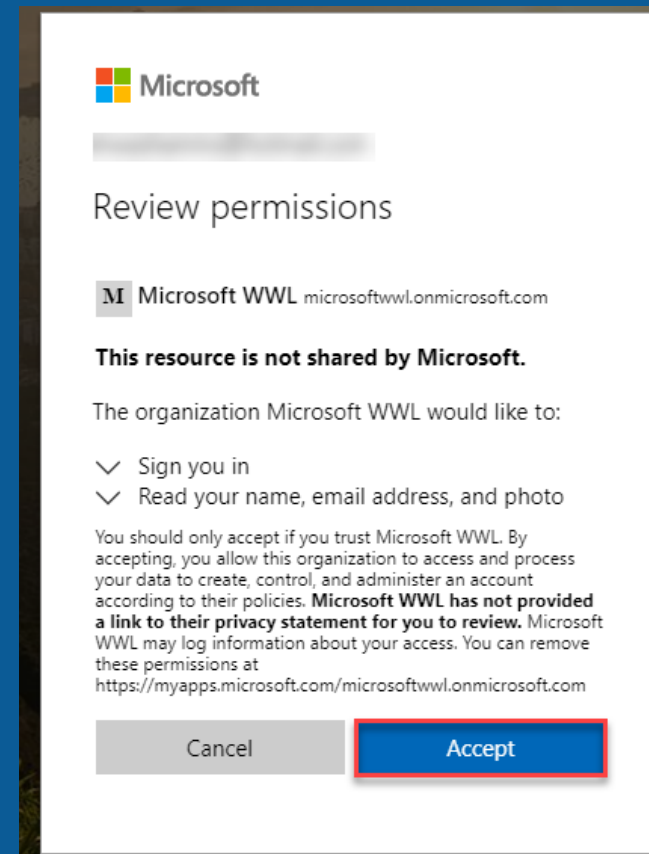 Microsoft
Review permissions
M Microsoft WWL microsoftwwl.onmicrosoft.com
This resource is not shared by Microsoft.
The organization Microsoft WWL would like to:
Sign you in
Read your name, email address, and photo
You should only accept if you trust Microsoft WWL. By
accepting, you allow this organization to access and process
your data to create, control, and administer an account
according to their policies. Microsoft WWL has not provided
a link to their privacy statement for you to review. Microsoft
WWL may log information about your access. You can remove
these permissions at
https://myapps.microsoft.com/microsoftwwl.onmicrosoft.com
Cancel Accept